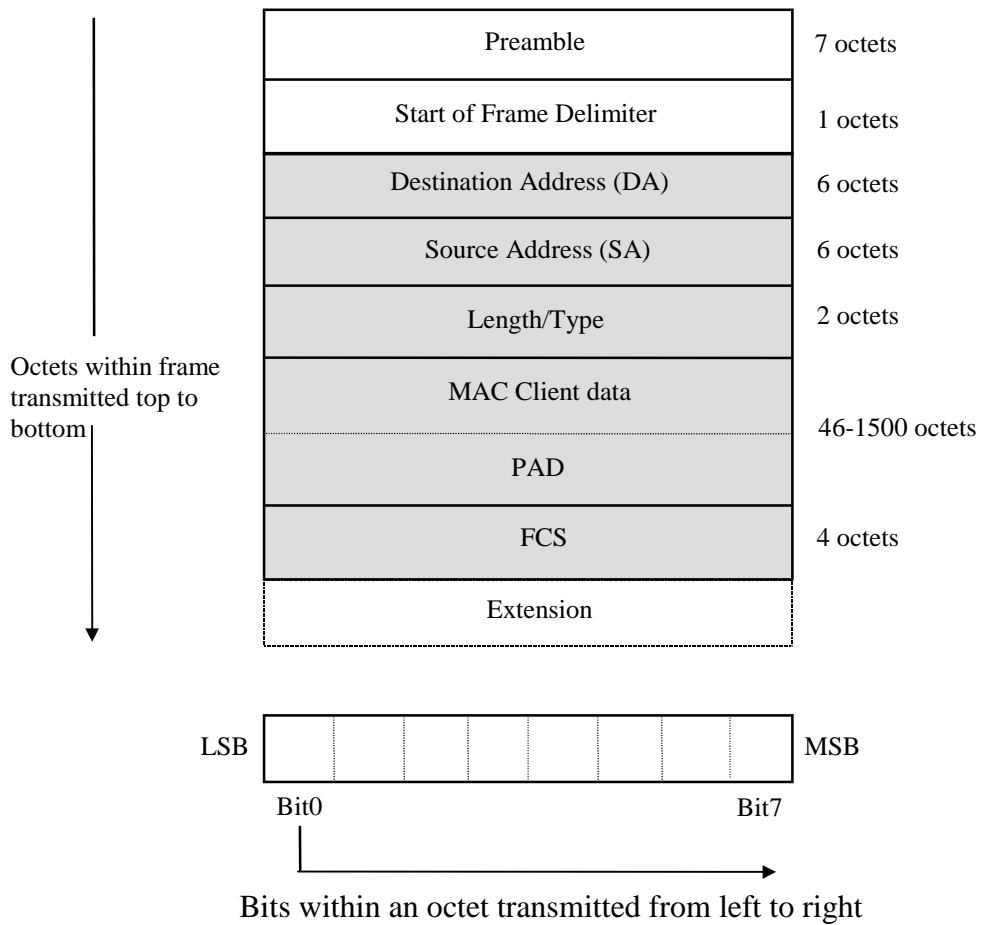 Preamble
7 octets
Start of Frame Delimiter
1 octets
Destination Address (DA)
6 octets
Source Address (SA)
6 octets
Length/Type
2 octets
Octets within frame
transmitted top to
bottom
MAC Client data
46-1500 octets
PAD
FCS
4 octets
Extension
LSB
MSB
Bit0
Bit7
Bits within an octet transmitted from left to right